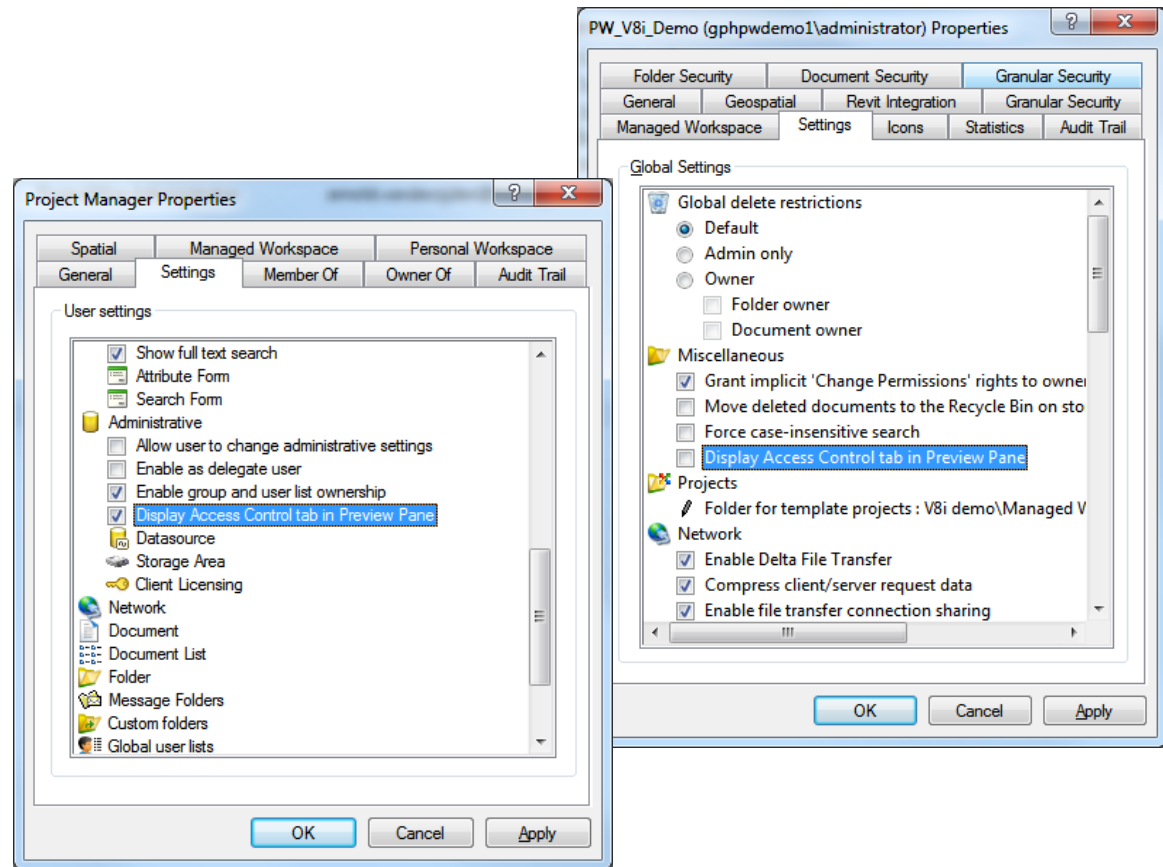 PW_V8i_Demo (gphpwdemo1\administrator) Properties
Folder Security Document Security Granular Security
General Geospatial Revit Integration Granular Security
Managed Workspace Settings Icons Statistics Audit Trail
Global Settings
Global delete restrictions
Default
Admin only
Owner
Folder owner
Document owner
Miscellaneous
Grant implicit 'Change Permissions' rights to owner
Move deleted documents to the Recycle Bin on sto
Force case-insensitive search
Display Access Control tab in Preview Pane
Projects
Folder for template projects : V8i demo\Managed W
Network
Enable Delta File Transfer
Compress client/server request data
Enable file transfer connection sharing
OK Cancel Apply
Project Manager Properties
Spatial Managed Workspace Personal Workspace
General Settings Member Of Owner Of Audit Trail
User settings
Show full text search
Attribute Form
Search Form
Administrative
Allow user to change administrative settings
Enable as delegate user
Enable group and user list ownership
Display Access Control tab in Preview Pane
Datasource
Storage Area
Client Licensing
Network
Document
Document List
Folder
Message Folders
Custom folders
Global user lists
OK Cancel Apply